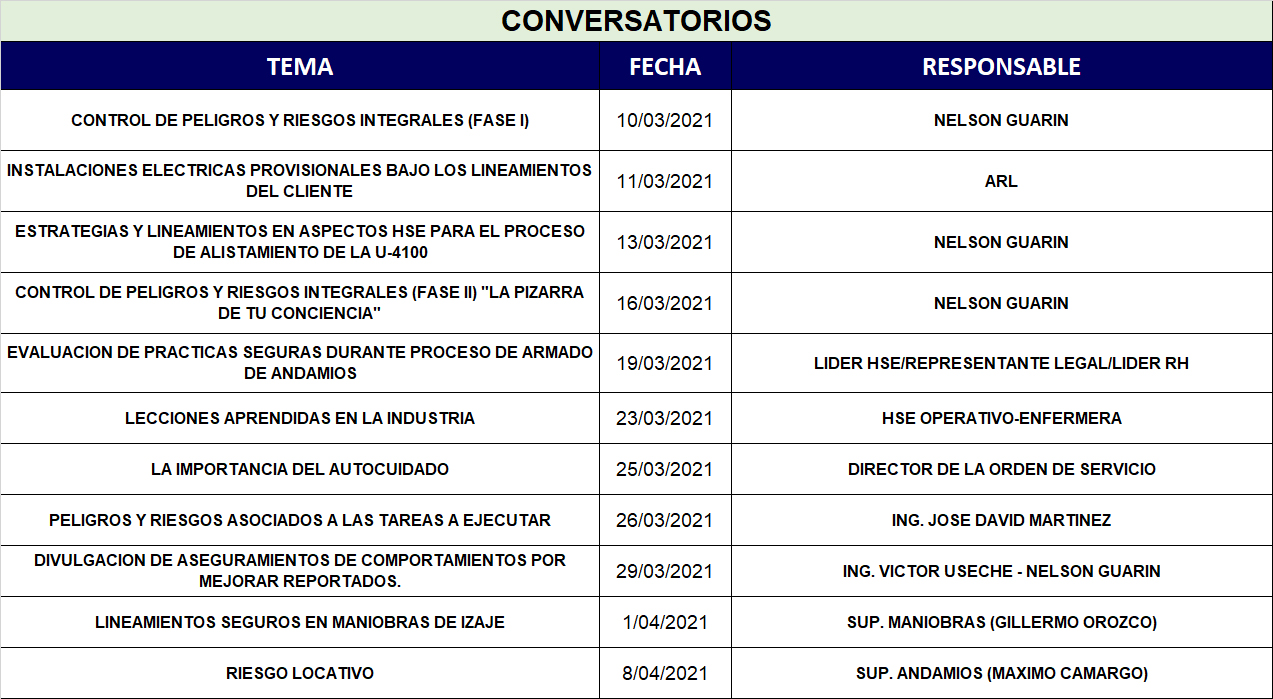 CONVERSATORIOS
TEMA FECHA RESPONSABLE
CONTROL DE PELIGROS Y RIESGOS INTEGRALES (FASE I) 10/03/2021 NELSON GUARIN
INSTALACIONES ELECTRICAS PROVISIONALES BAJO LOS LINEAMIENTOS
DEL CLIENTE 11/03/2021 ARL
ESTRATEGIAS Y LINEAMIENTOS EN ASPECTOS HSE PARA EL PROCESO
DE ALISTAMIENTO DE LA U-4100 13/03/2021 NELSON GUARIN
CONTROL DE PELIGROS Y RIESGOS INTEGRALES (FASE II) "LA PIZARRA
DE TU CONCIENCIA" 16/03/2021 NELSON GUARIN
EVALUACION DE PRACTICAS SEGURAS DURANTE PROCESO DE ARMADO
DE ANDAMIOS 19/03/2021 LIDER HSE/REPRESENTANTE LEGAL/LIDER RH
LECCIONES APRENDIDAS EN LA INDUSTRIA 23/03/2021 HSE OPERATIVO-ENFERMERA
LA IMPORTANCIA DEL AUTOCUIDADO 25/03/2021 DIRECTOR DE LA ORDEN DE SERVICIO
PELIGROS Y RIESGOS ASOCIADOS A LAS TAREAS A EJECUTAR 26/03/2021 ING. JOSE DAVID MARTINEZ
DIVULGACION DE ASEGURAMIENTOS DE COMPORTAMIENTOS POR
MEJORAR REPORTADOS. 29/03/2021 ING. VICTOR USECHE - NELSON GUARIN
LINEAMIENTOS SEGUROS EN MANIOBRAS DE IZAJE 1/04/2021 SUP. MANIOBRAS (GILLERMO OROZCO)
RIESGO LOCATIVO 8/04/2021 SUP. ANDAMIOS (MAXIMO CAMARGO)